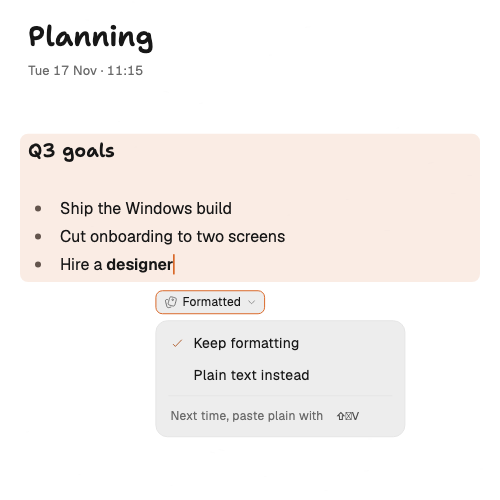 Planning
Tue 17 Nov · 11:15
Q3 goals
• Ship the Windows build
• Cut onboarding to two screens
• Hire a designer
Formatted
Keep formatting
Plain text instead
Next time, paste plain with ⇧V